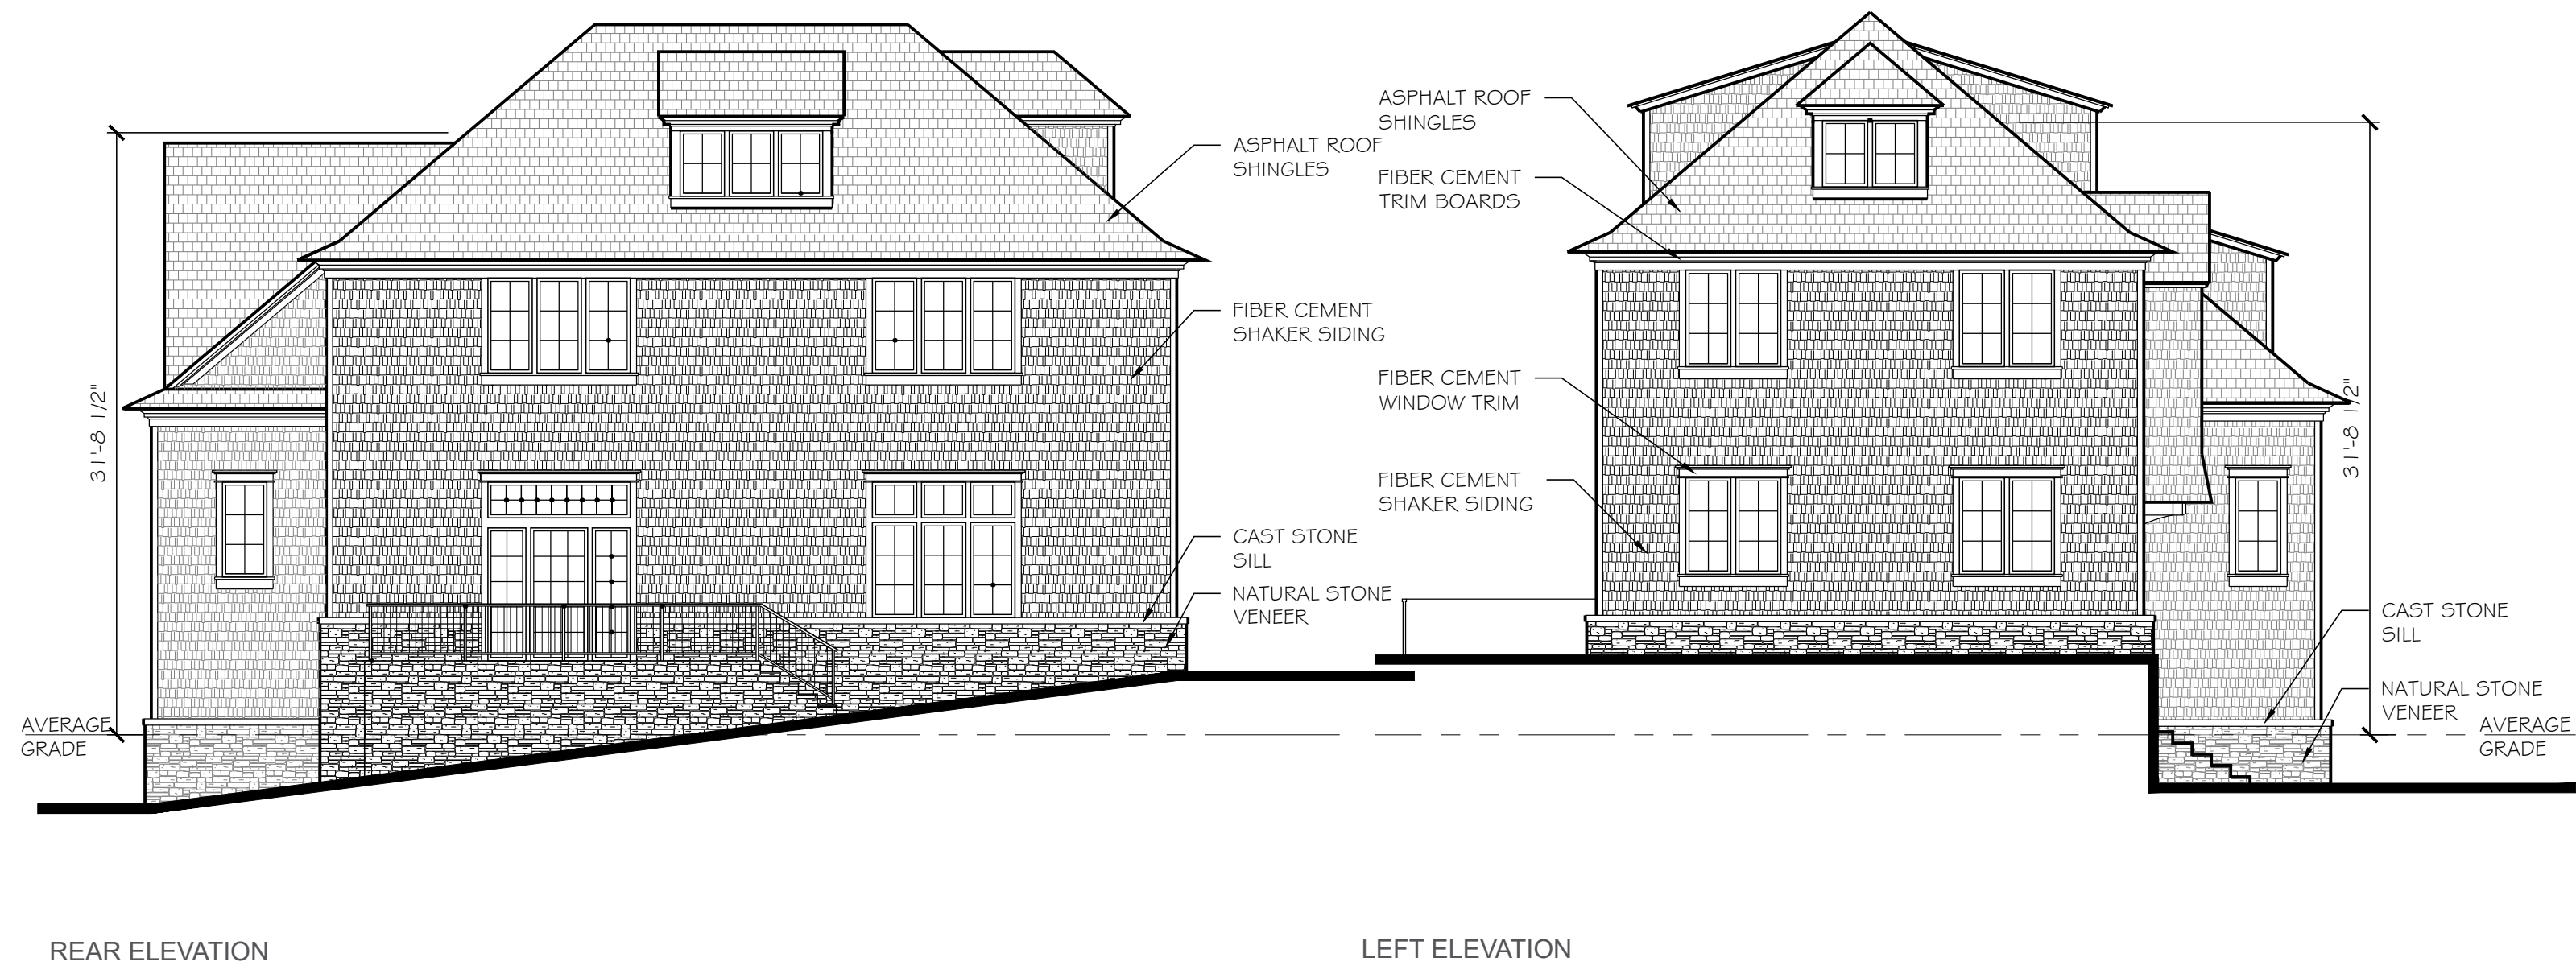 31'-8 1/2"
AVERAGE
GRADE
ASPHALT ROOF
SHINGLES
FIBER CEMENT
SHAKER SIDING
CAST STONE
SILL
NATURAL STONE
VENEER
REAR ELEVATION
ASPHALT ROOF
SHINGLES
FIBER CEMENT
TRIM BOARDS
FIBER CEMENT
WINDOW TRIM
FIBER CEMENT
SHAKER SIDING
31'-8 1/2"
CAST STONE
SILL
NATURAL STONE
VENEER
AVERAGE
GRADE
LEFT ELEVATION